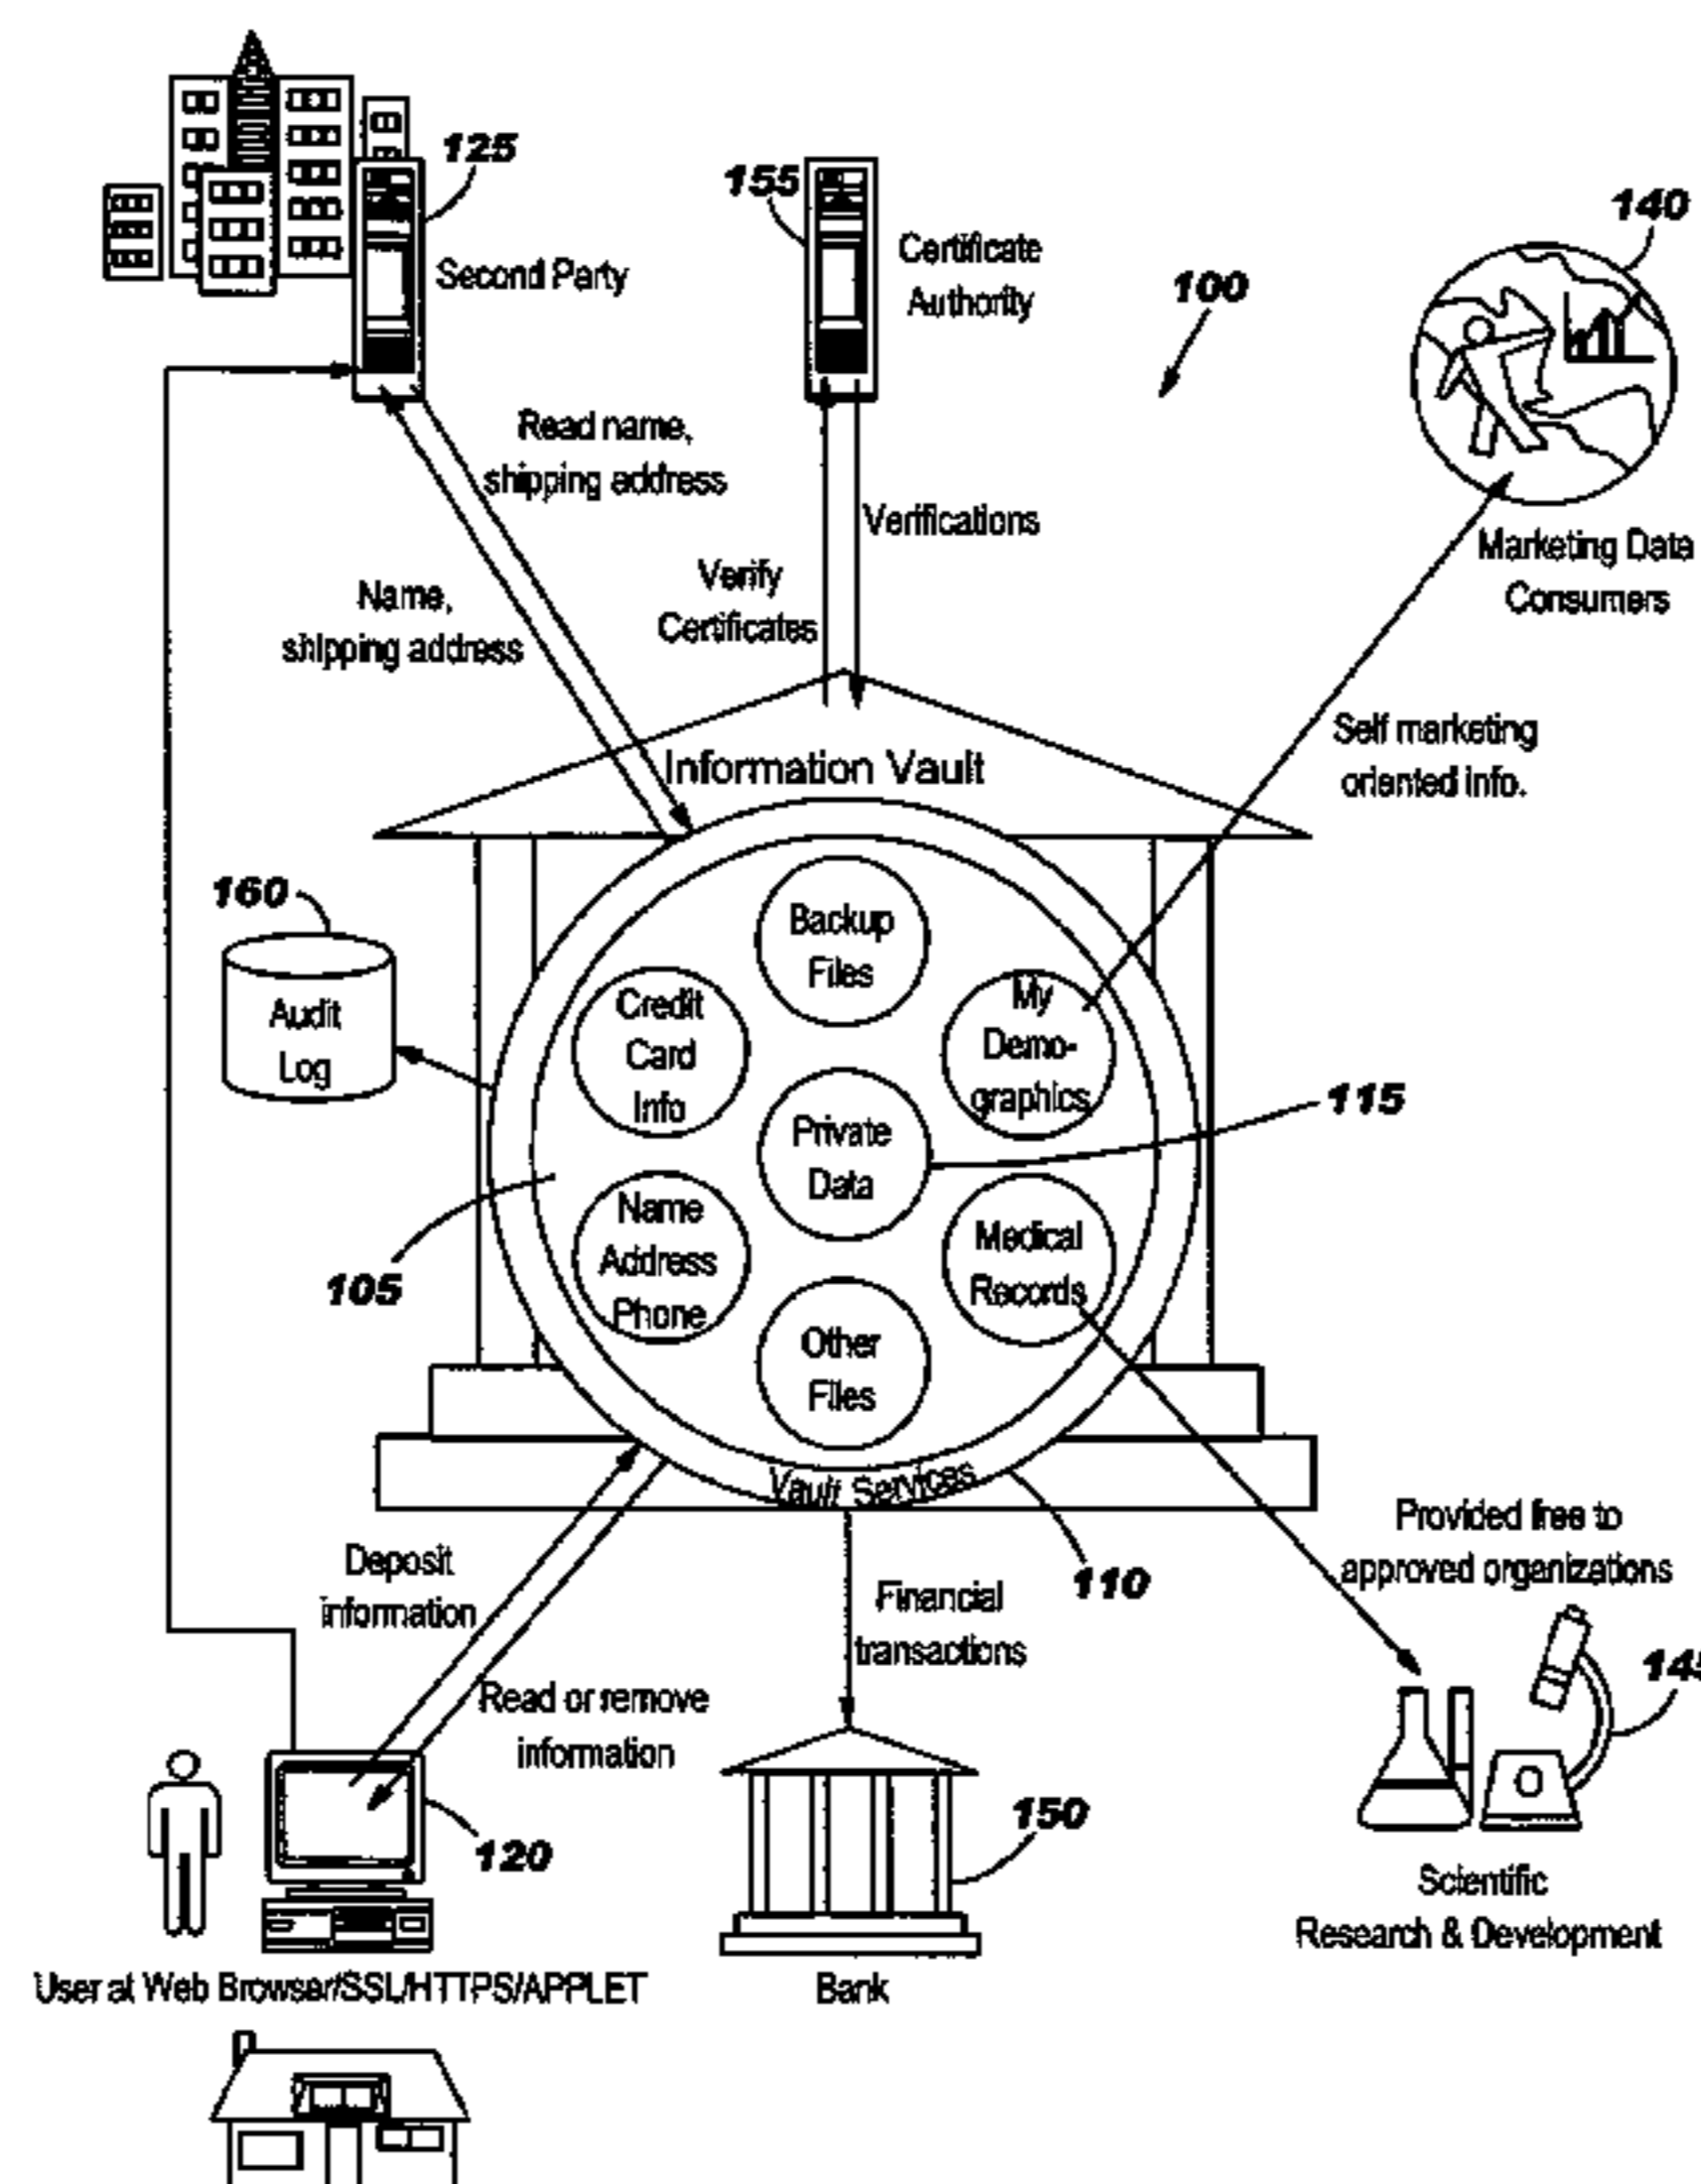 125
155
140
Second Party
Certificate
Authority
100
Read name,
shipping address
Verifications
Marketing Data
Consumers
Verify
Certificates
Name,
shipping address
Self marketing
oriented info.
Information Vault
160
Audit
Log
Backup
Files
Credit
Card
Info
My
Demo-
graphics
115
Private
Data
Name
Address
Phone
Medical
Records
105
Other
Files
Vault Services
Provided free to
approved organizations
Deposit
information
Financial
transactions
110
Read or remove
information
145
120
150
Scientific
Research & Development
User at Web Browser/SSL/HTTPS/APPLET
Bank